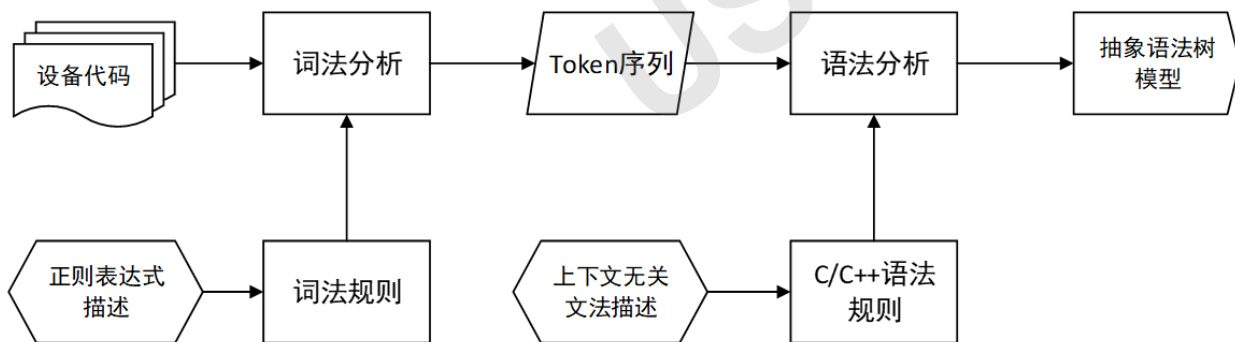 设备代码
词法分析
Token序列
语法分析
抽象语法树
模型
正则表达式
描述
词法规则
上下文无关
文法描述
C/C++语法
规则